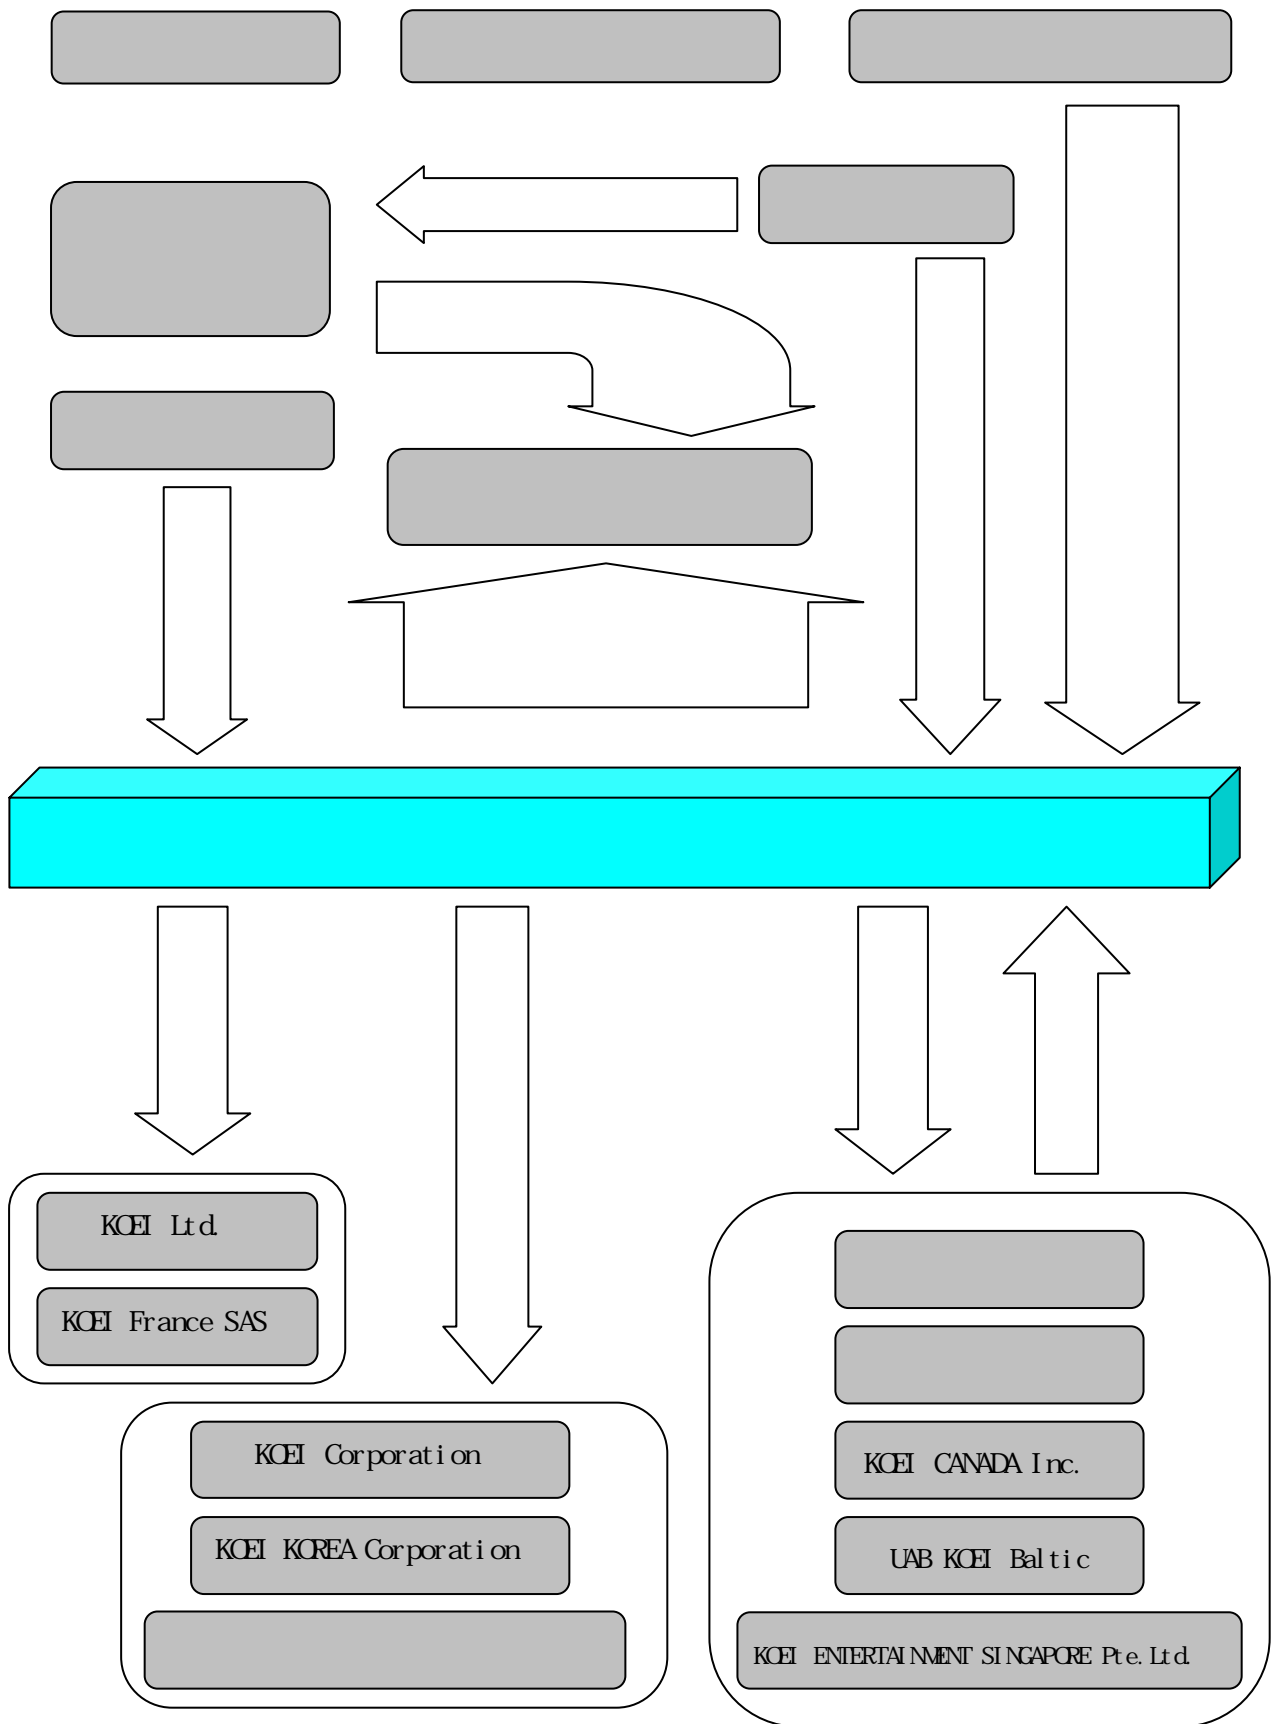 KOEI Ltd.
KOEI France SAS
KOEI Corporation
KOEI KOREA Corporation
KOEI CANADA Inc.
UAB KOEI Baltic
KOEI ENTERTAINMENT SINGAPORE Pte.Ltd.